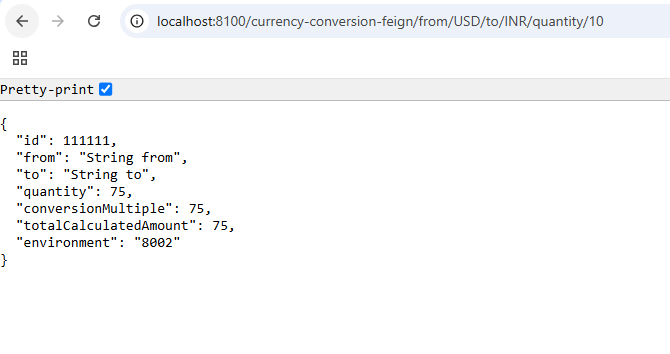 localhost:8100/currency-conversion-feign/from/USD/to/INR/quantity/10
Pretty-print
{
  "id": 111111,
  "from": "String from",
  "to": "String to",
  "quantity": 75,
  "conversionMultiple": 75,
  "totalCalculatedAmount": 75,
  "environment": "8002"
}